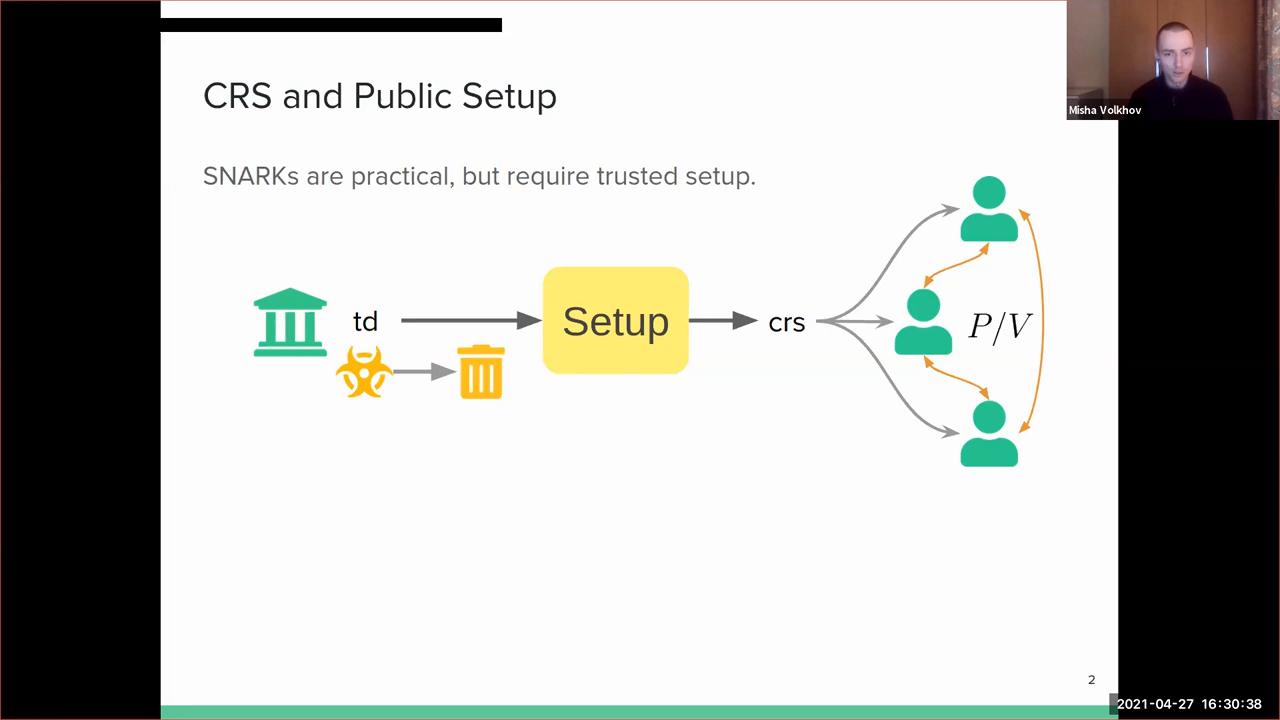 CRS and Public Setup
Misha Volkhov
SNARKs are practical, but require trusted setup.
td
Setup
crs
P/V
2
2021-04-27 16:30:38